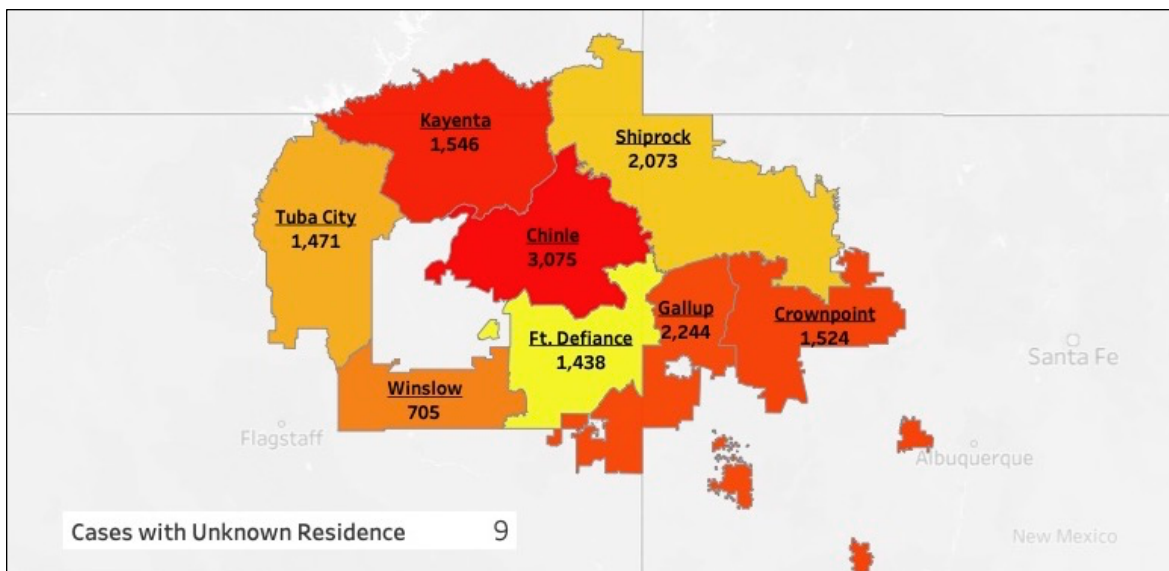 Kayenta
1,546
Shiprock
2,073
Tuba City
1,471
Chinle
3,075
Gallup
2,244
Crownpoint
1,524
Ft. Defiance
1,438
Santa Fe
Winslow
705
Flagstaff
Albuquerque
Cases with Unknown Residence 9
New Mexico